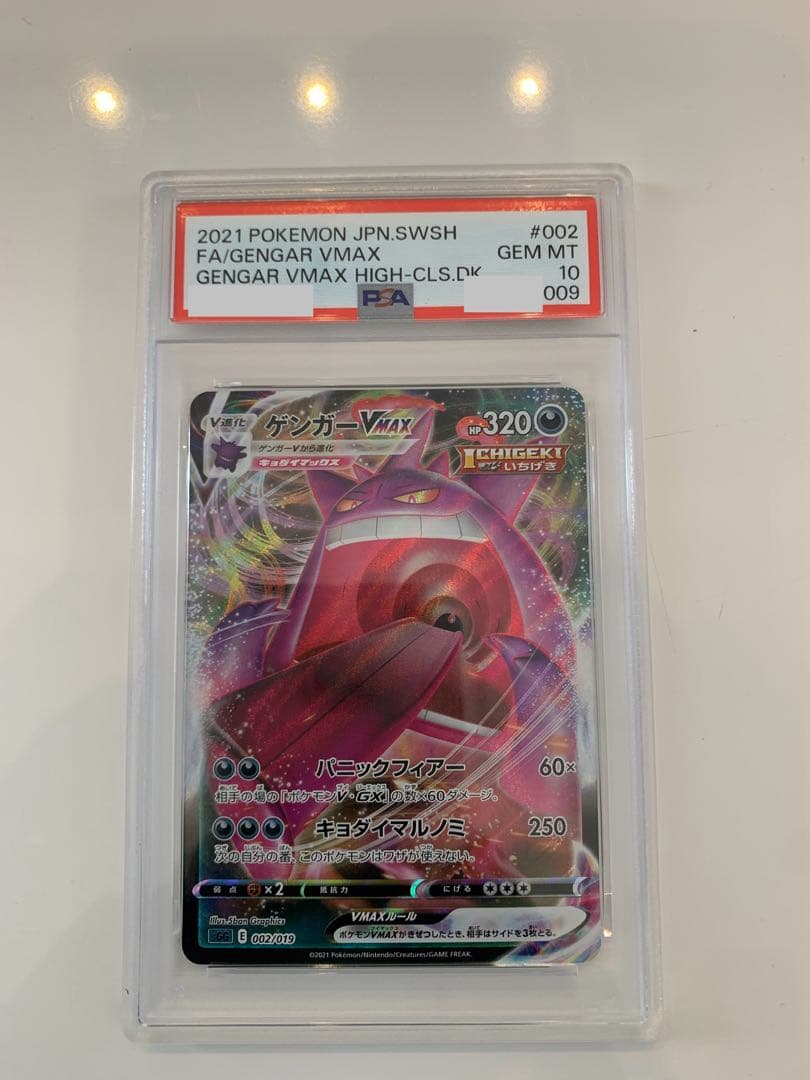 2021 POKEMON JPN.SWSH #002
FA/GENGAR VMAX GEM MT
GENGAR VMAX HIGH-CLS.DK 10
PSA 009
V進化 ゲンガーVMAX HP320
ゲンガーVから進化
キョダイマックス
ICHIGEKI
いちげき
パニックフィアー 60×
相手の場の「ポケモンV・GX」の数×60ダメージ。
キョダイマルノミ 250
次の自分の番、このポケモンはワザが使えない。
弱点 ×2 抵抗力 にげる
Illus. 5ban Graphics
VMAXルール
ポケモンVMAXがきぜつしたとき、相手はサイドを3枚とる。
E 002/019
©2021 Pokémon/Nintendo/Creatures/GAME FREAK.